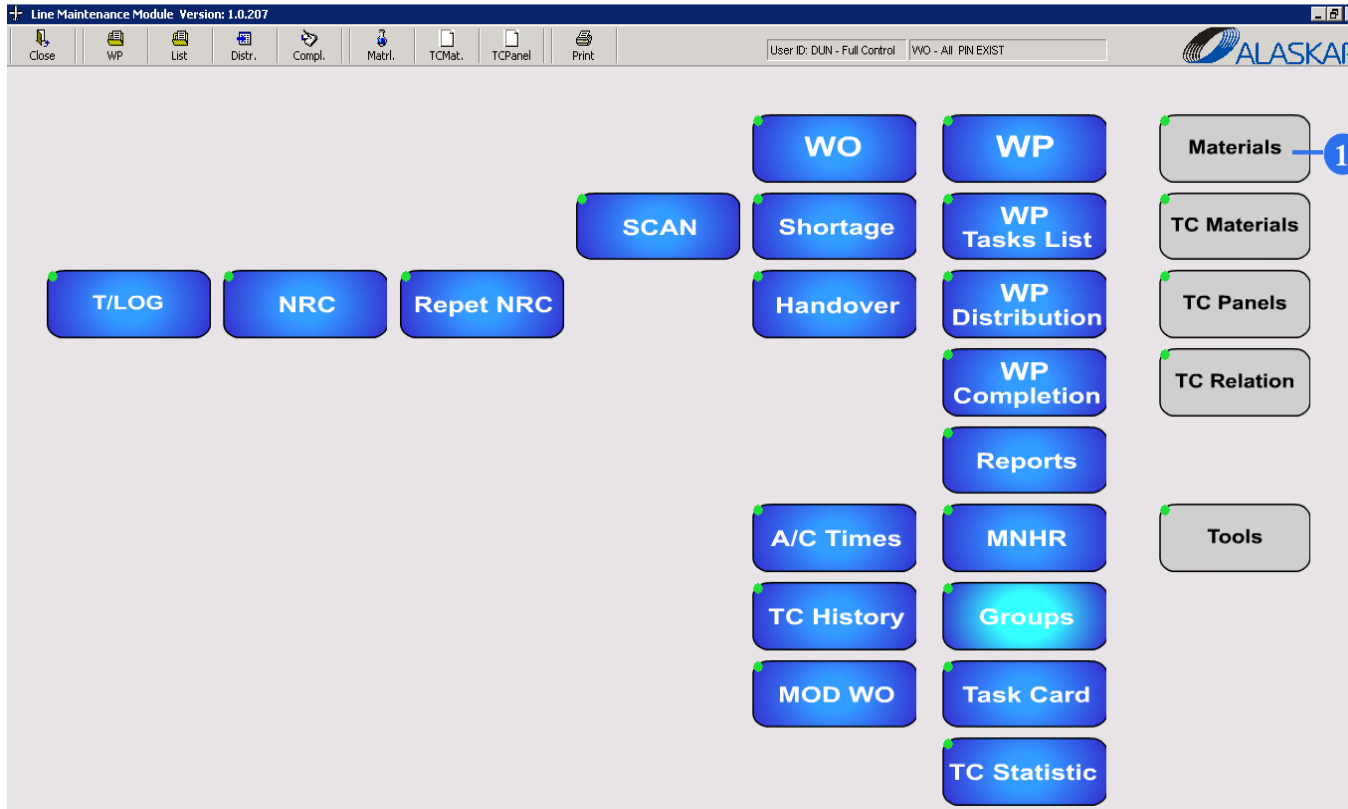 Line Maintenance Module Version: 1.0.207
Close WP List Distr. Compl. Matrl. TCMat. TCPanel Print
User ID: DUN - Full Control WO - All PIN EXIST
ALASKAR
WO WP Materials 1
SCAN Shortage WP Tasks List TC Materials
T/LOG NRC Repet NRC Handover WP Distribution TC Panels
WP Completion TC Relation
Reports
A/C Times MNHR Tools
TC History Groups
MOD WO Task Card
TC Statistic